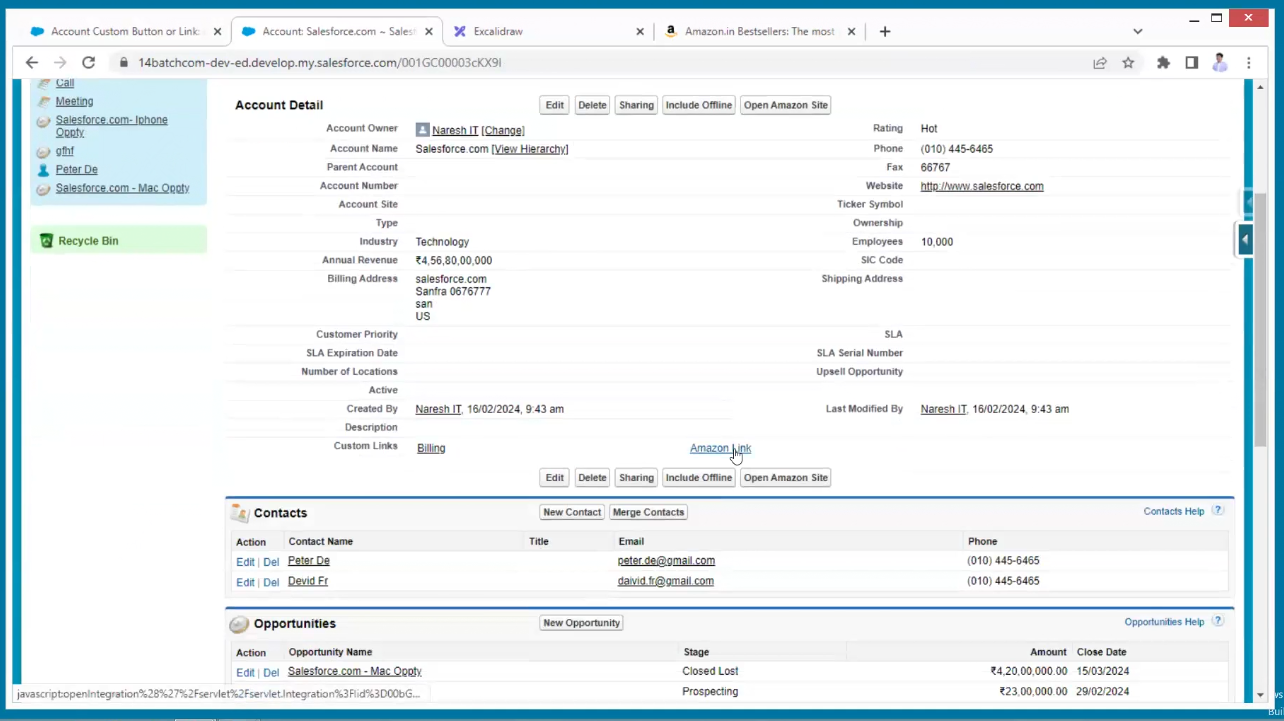 Account Custom Button or Link:
Account: Salesforce.com ~ Sales
Excalidraw
Amazon.in Bestsellers: The most
14batchcom-dev-ed.develop.my.salesforce.com/001GC00003cKX9l
Call
Meeting
Salesforce.com- Iphone
Oppty
gfhf
Peter De
Salesforce.com - Mac Oppty
Recycle Bin
Account Detail Edit Delete Sharing Include Offline Open Amazon Site
Account Owner Naresh IT [Change] Rating Hot
Account Name Salesforce.com [View Hierarchy] Phone (010) 445-6465
Parent Account Fax 66767
Account Number Website http://www.salesforce.com
Account Site Ticker Symbol
Type Ownership
Industry Technology Employees 10,000
Annual Revenue ₹4,56,80,00,000 SIC Code
Billing Address salesforce.com Shipping Address
Sanfra 0676777
san
US
Customer Priority SLA
SLA Expiration Date SLA Serial Number
Number of Locations Upsell Opportunity
Active
Created By Naresh IT, 16/02/2024, 9:43 am Last Modified By Naresh IT, 16/02/2024, 9:43 am
Description
Custom Links Billing Amazon Link
Edit Delete Sharing Include Offline Open Amazon Site
Contacts New Contact Merge Contacts Contacts Help ?
Action Contact Name Title Email Phone
Edit | Del Peter De peter.de@gmail.com (010) 445-6465
Edit | Del Devid Fr daivid.fr@gmail.com (010) 445-6465
Opportunities New Opportunity Opportunities Help ?
Action Opportunity Name Stage Amount Close Date
Edit | Del Salesforce.com - Mac Oppty Closed Lost ₹4,20,00,000.00 15/03/2024
Prospecting ₹23,00,000.00 29/02/2024
javascript:openIntegration%28%27%2Fservlet%2Fservlet.Integration%3Flid%3D00bG...